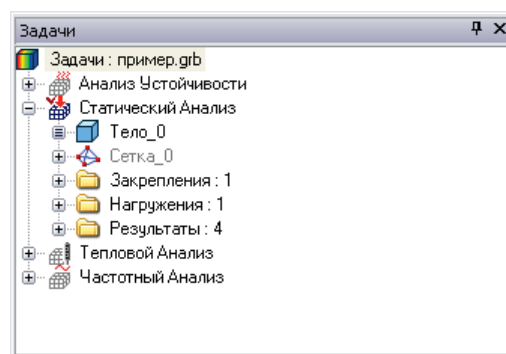 Задачи
Задачи : пример.grb
Анализ Устойчивости
Статический Анализ
Тело_0
Сетка_0
Закрепления : 1
Нагружения : 1
Результаты : 4
Тепловой Анализ
Частотный Анализ